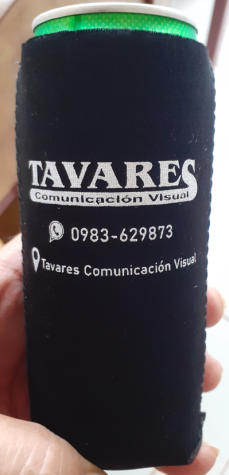 TAVARES
Comunicación Visual
0983-629873
Tavares Comunicación Visual